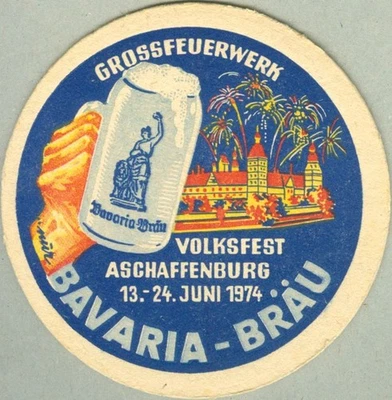 GROSSFEUERWERK
Bavaria-Bräu
VOLKSFEST
ASCHAFFENBURG
13.-24. JUNI 1974
BAVARIA-BRÄU